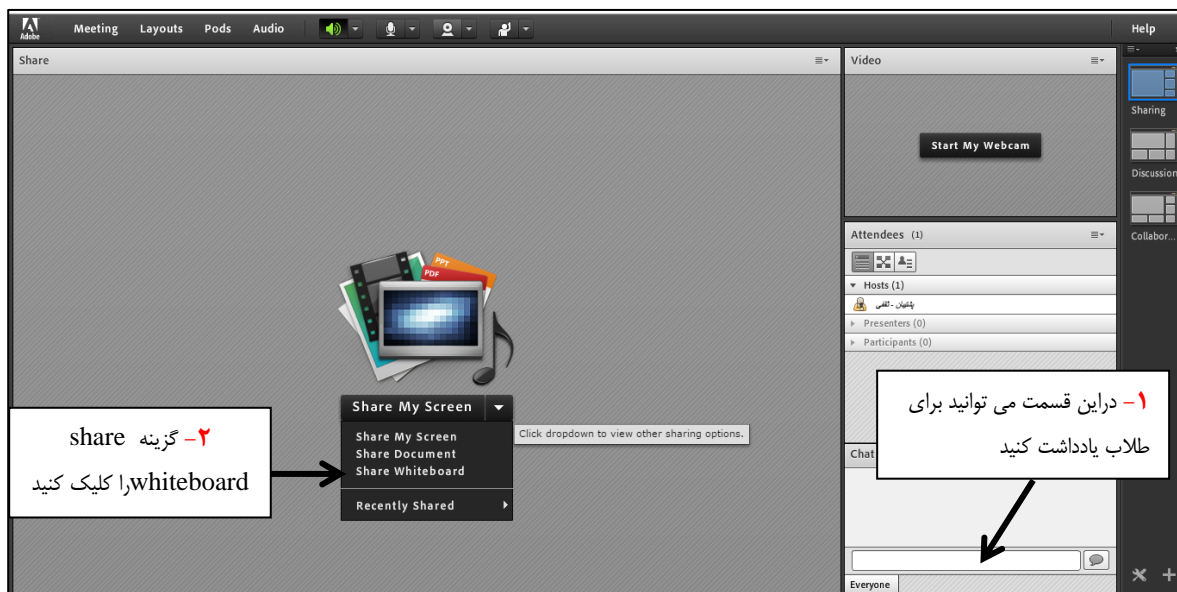 Adobe
Meeting Layouts Pods Audio
Help
Share
Video
Start My Webcam
Sharing
Discussion
Collabor...
Attendees (1)
Hosts (1)
پشتیبان - ثقفی
Presenters (0)
Participants (0)
PPT
PDF
Share My Screen
Click dropdown to view other sharing options.
Share My Screen
Share Document
Share Whiteboard
Recently Shared
۱- دراین قسمت می توانید برای
طلاب یادداشت کنید
۲- گزینه share
whiteboardرا کلیک کنید
Chat
Everyone